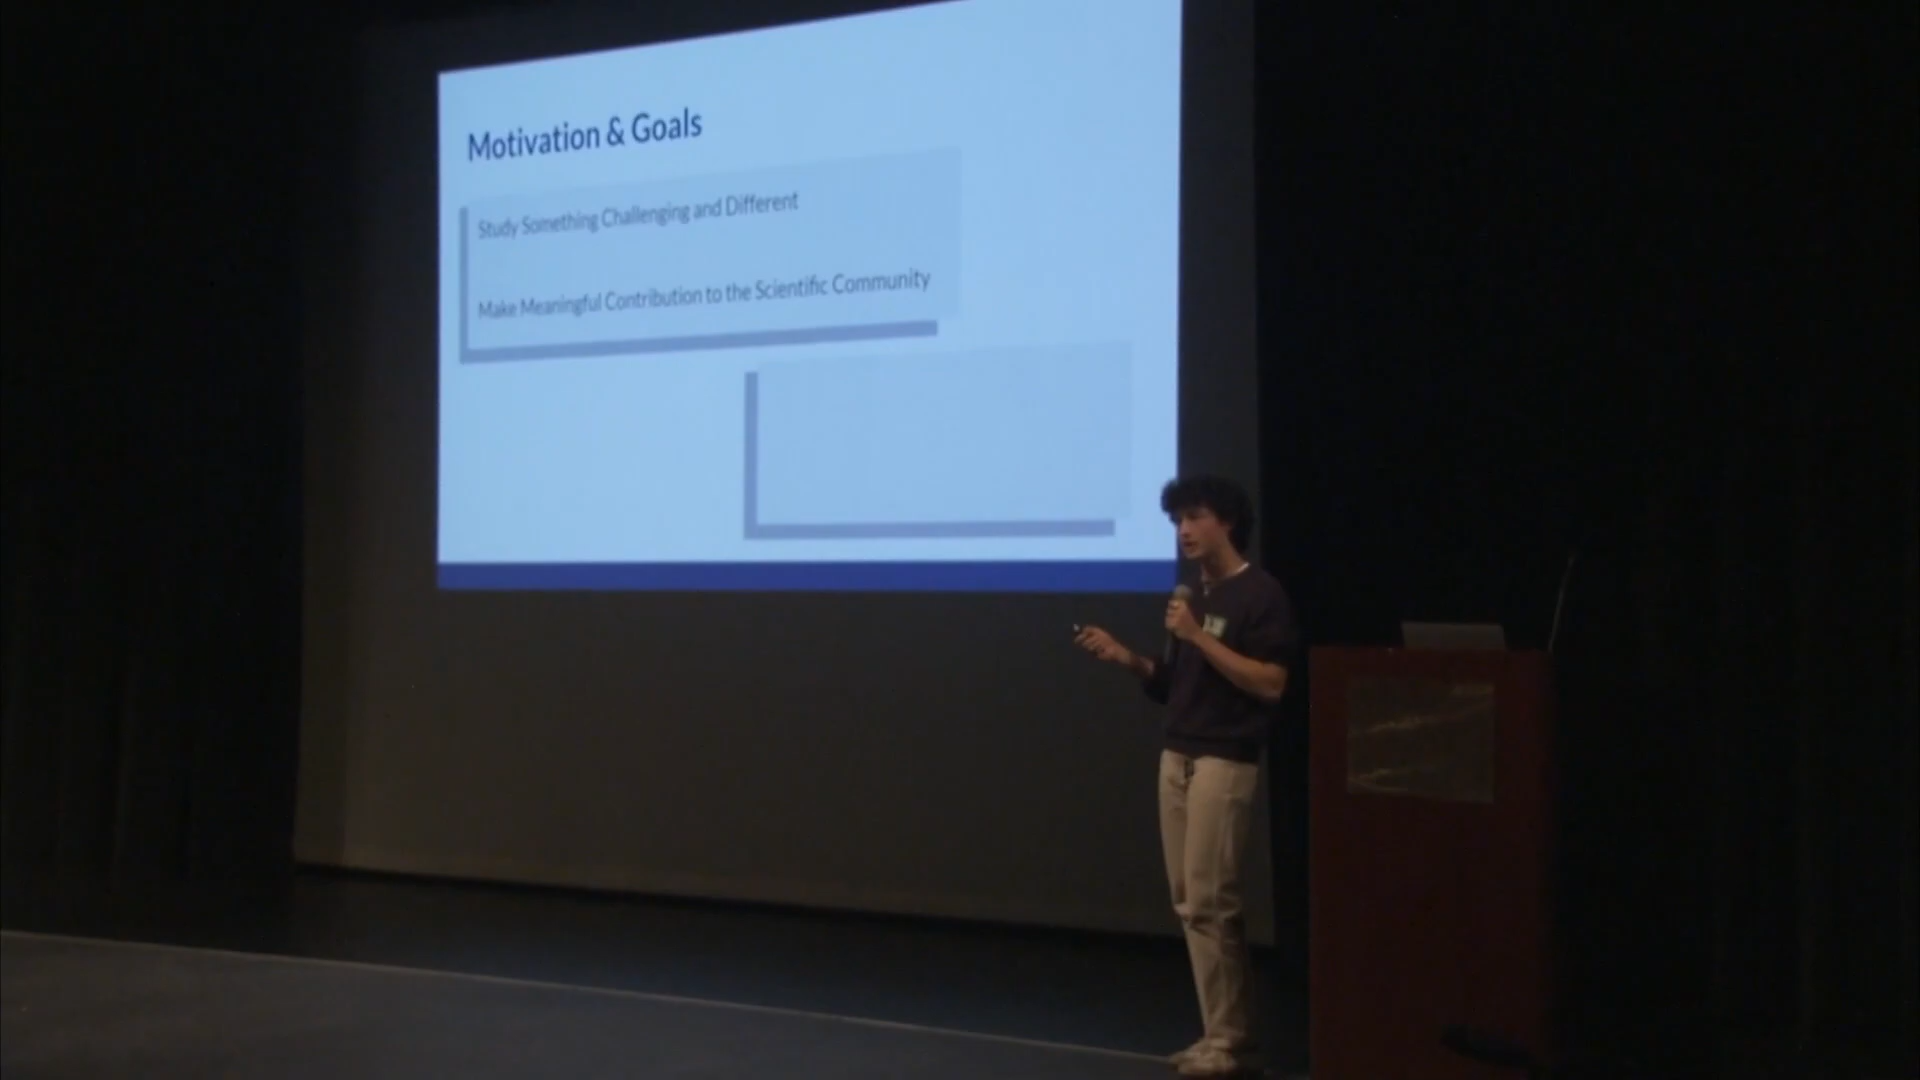 Motivation & Goals
Study Something Challenging and Different
Make Meaningful Contribution to the Scientific Community